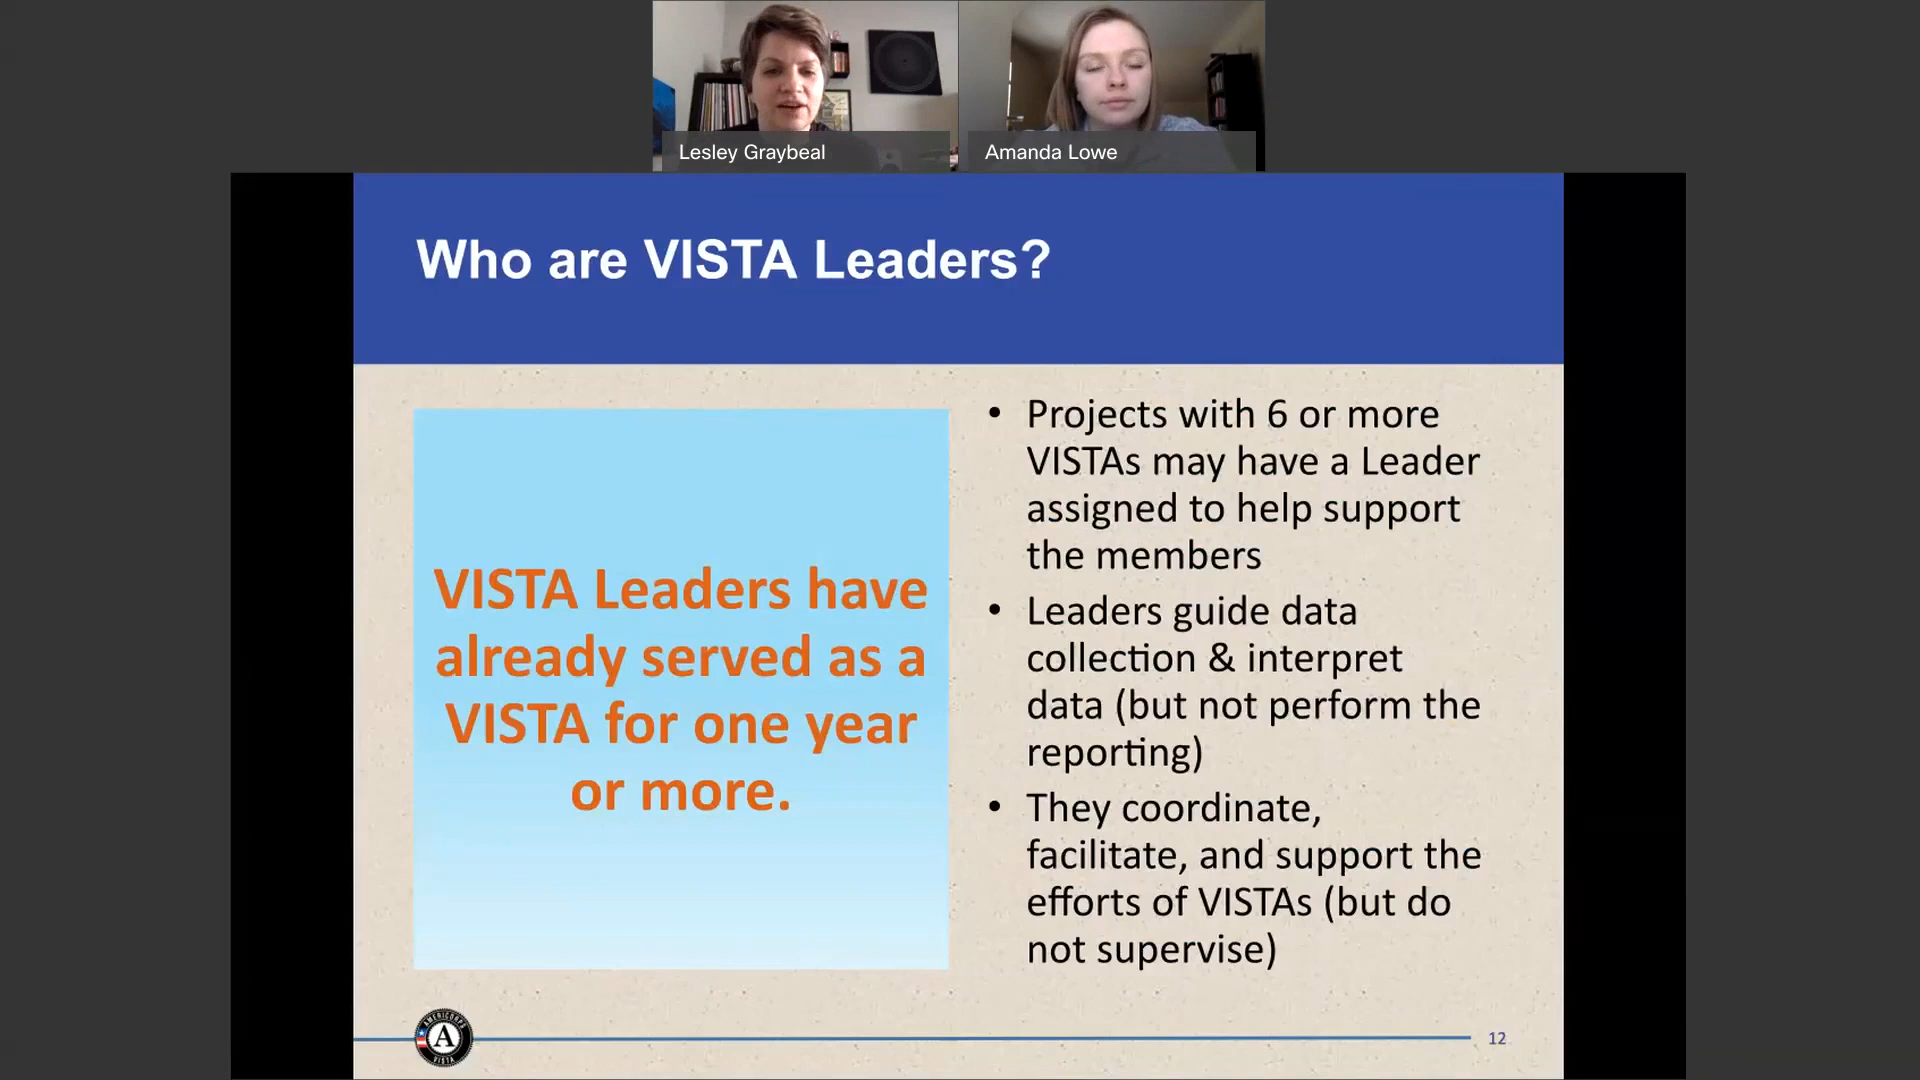 Lesley Graybeal
Amanda Lowe
Who are VISTA Leaders?
VISTA Leaders have
already served as a
VISTA for one year
or more.
• Projects with 6 or more
VISTAs may have a Leader
assigned to help support
the members
• Leaders guide data
collection & interpret
data (but not perform the
reporting)
• They coordinate,
facilitate, and support the
efforts of VISTAs (but do
not supervise)
AMERICORPS
A
VISTA
12